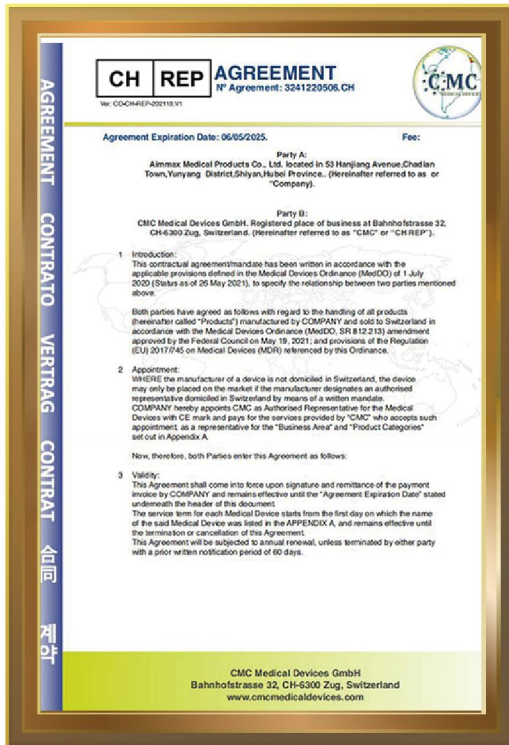 CH REP AGREEMENT
Nº Agreement: 3241220506.CH
Ver: CO-CH-REP-202110.V1
CMC
MEDICAL DEVICES
AGREEMENT CONTRATO VERTRAG CONTRAT 合同 계약
Agreement Expiration Date: 06/05/2025. Fee:
Party A:
Aimmax Medical Products Co., Ltd. located in 53 Hanjiang Avenue,Chadian
Town,Yunyang District,Shiyan,Hubei Province.. (Hereinafter referred to as or
"Company).
Party B:
CMC Medical Devices GmbH. Registered place of business at Bahnhofstrasse 32,
CH-6300 Zug, Switzerland. (Hereinafter referred to as "CMC" or "CH REP").
1 Introduction:
This contractual agreement/mandate has been written in accordance with the
applicable provisions defined in the Medical Devices Ordinance (MedDO) of 1 July
2020 (Status as of 26 May 2021), to specify the relationship between two parties mentioned
above.
Both parties have agreed as follows with regard to the handling of all products
(hereinafter called "Products") manufactured by COMPANY and sold to Switzerland in
accordance with the Medical Devices Ordinance (MedDO, SR 812.213) amendment
approved by the Federal Council on May 19, 2021; and provisions of the Regulation
(EU) 2017/745 on Medical Devices (MDR) referenced by this Ordinance.
2 Appointment:
WHERE the manufacturer of a device is not domiciled in Switzerland, the device
may only be placed on the market if the manufacturer designates an authorised
representative domiciled in Switzerland by means of a written mandate.
COMPANY hereby appoints CMC as Authorised Representative for the Medical
Devices with CE mark and pays for the services provided by "CMC" who accepts such
appointment, as a representative for the "Business Area" and "Product Categories"
set out in Appendix A.
Now, therefore, both Parties enter this Agreement as follows:
3 Validity:
This Agreement shall come into force upon signature and remittance of the payment
invoice by COMPANY and remains effective until the "Agreement Expiration Date" stated
underneath the header of this document.
The service term for each Medical Device starts from the first day on which the name
of the said Medical Device was listed in the APPENDIX A, and remains effective until
the termination or cancellation of this Agreement.
This Agreement will be subjected to annual renewal, unless terminated by either party
with a prior written notification period of 60 days.
CMC Medical Devices GmbH
Bahnhofstrasse 32, CH-6300 Zug, Switzerland
www.cmcmedicaldevices.com